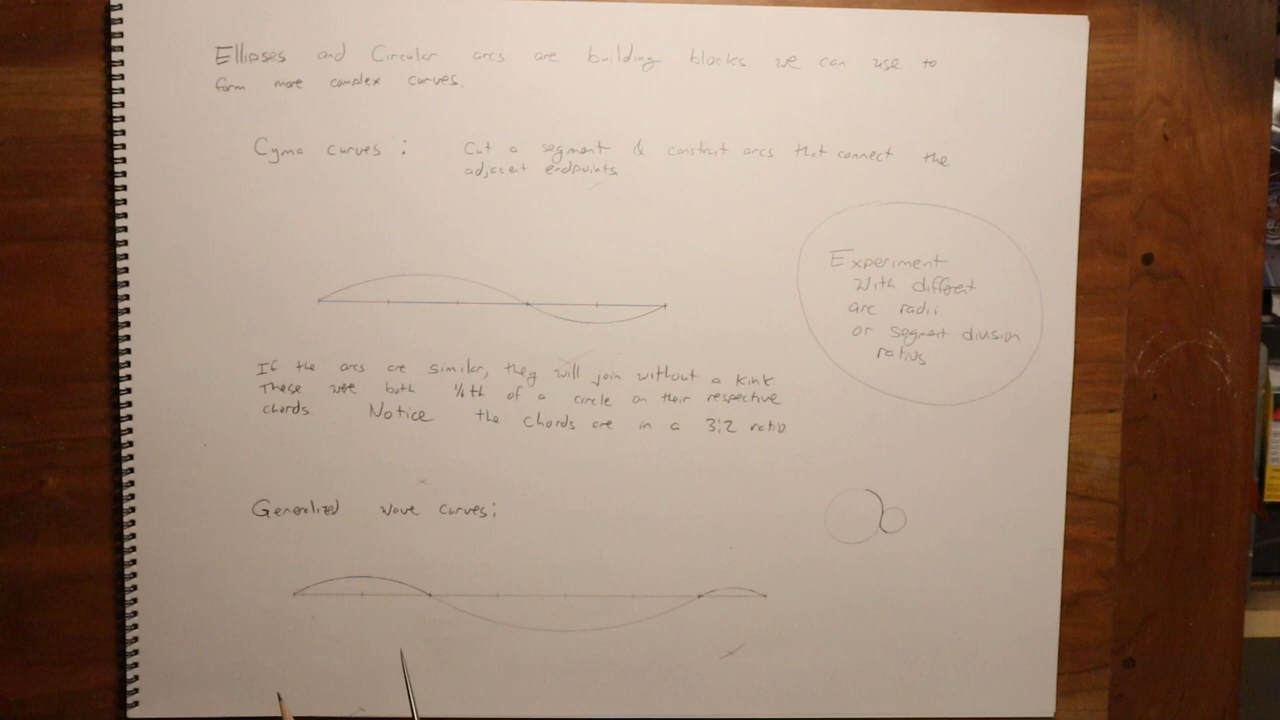 Ellipses and Circular arcs are building blocks we can use to
form more complex curves.
Cyma curves :
Cut a segment & construct arcs that connect the
adjacent endpoints
Experiment
with different
arc radii
or segment division
ratios
If the arcs are similar, they will join without a kink.
These were both 1/6th of a circle on their respective
chords Notice the chords are in a 3:2 ratio
Generalized wave curves: